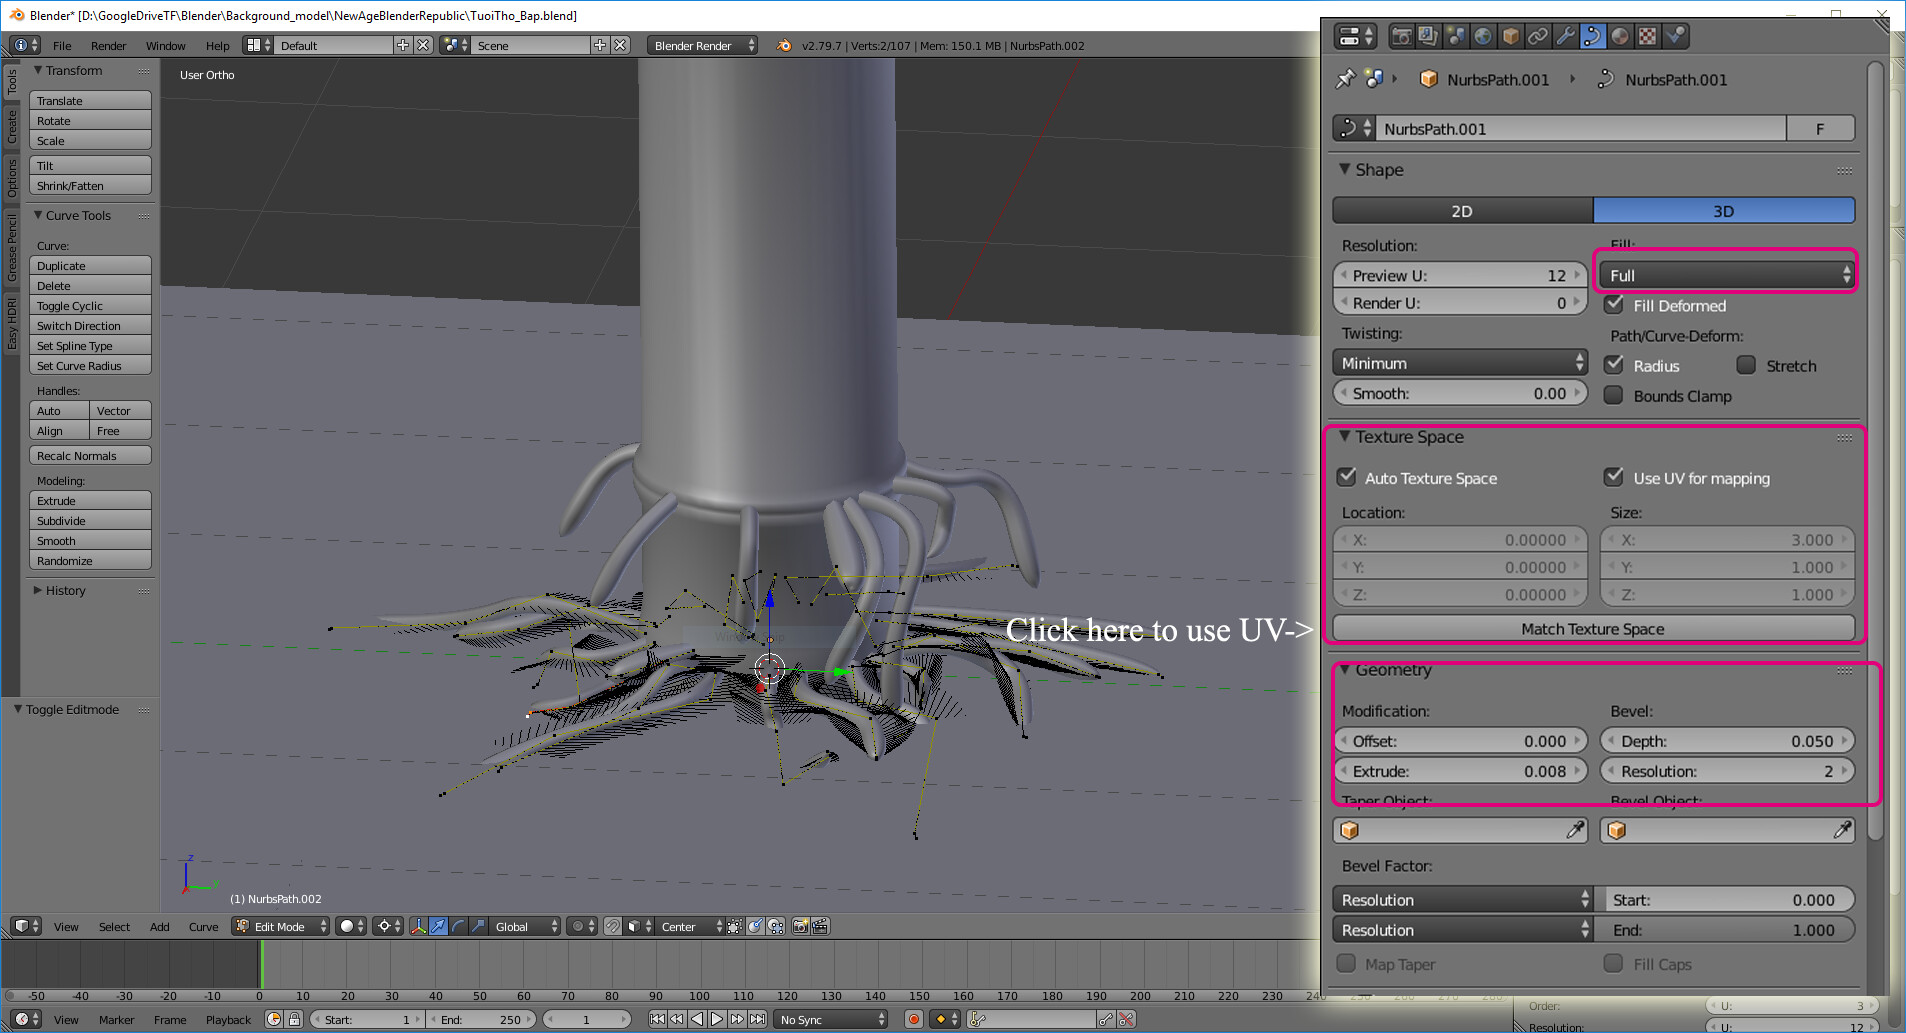 Blender* [D:\GoogleDriveTF\Blender\Background_model\NewAgeBlenderRepublic\TuoiTho_Bap.blend]
File Render Window Help Default Scene Blender Render v2.79.7 | Verts:2/107 | Mem: 150.1 MB | NurbsPath.002
Tools
Create
Options
Grease Pencil
Easy HDRI
Transform
Translate
Rotate
Scale
Tilt
Shrink/Fatten
Curve Tools
Curve:
Duplicate
Delete
Toggle Cyclic
Switch Direction
Set Spline Type
Set Curve Radius
Handles:
Auto Vector
Align Free
Recalc Normals
Modeling:
Extrude
Subdivide
Smooth
Randomize
History
Toggle Editmode
User Ortho
Click here to use UV->
Z
Y
(1) NurbsPath.002
View Select Add Curve Edit Mode Global Center
-50 -40 -30 -20 -10 0 10 20 30 40 50 60 70 80 90 100 110 120 130 140 150 160 170 180 190 200 210 220 230 240 250 260 270 280
View Marker Frame Playback Start: 1 End: 250 1 No Sync
NurbsPath.001 NurbsPath.001
NurbsPath.001 F
Shape
2D 3D
Resolution: Fill:
Preview U: 12 Full
Render U: 0 Fill Deformed
Twisting: Path/Curve-Deform:
Minimum Radius Stretch
Smooth: 0.00 Bounds Clamp
Texture Space
Auto Texture Space Use UV for mapping
Location: Size:
X: 0.00000 X: 3.000
Y: 0.00000 Y: 1.000
Z: 0.00000 Z: 1.000
Match Texture Space
Geometry
Modification: Bevel:
Offset: 0.000 Depth: 0.050
Extrude: 0.008 Resolution: 2
Taper Object: Bevel Object:
Bevel Factor:
Resolution Start: 0.000
Resolution End: 1.000
Map Taper Fill Caps
Order: U: 3
Resolution: U: 12